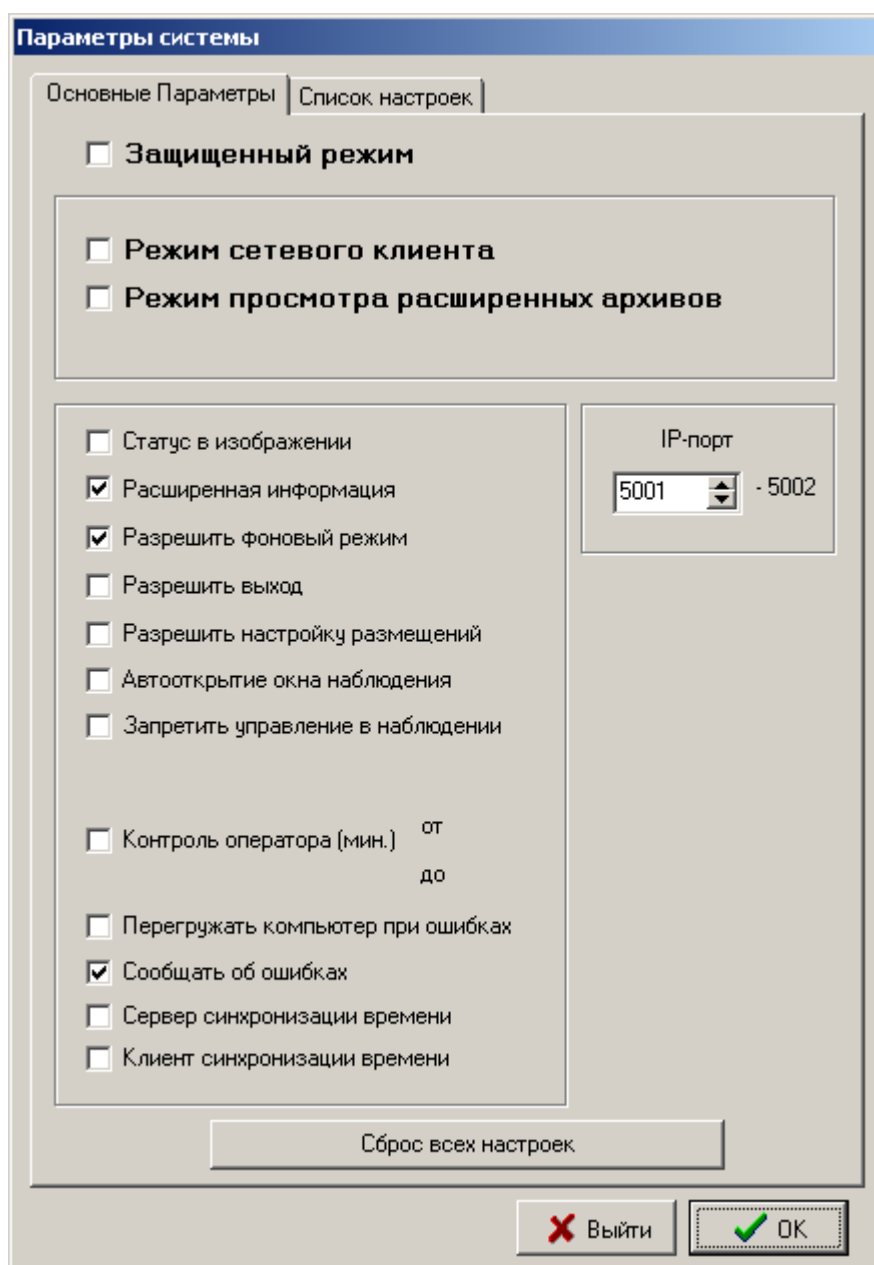 Параметры системы
Основные Параметры
Список настроек
Защищенный режим
Режим сетевого клиента
Режим просмотра расширенных архивов
Статус в изображении
Расширенная информация
Разрешить фоновый режим
Разрешить выход
Разрешить настройку размещений
Автооткрытие окна наблюдения
Запретить управление в наблюдении
Контроль оператора (мин.) от
до
Перегружать компьютер при ошибках
Сообщать об ошибках
Сервер синхронизации времени
Клиент синхронизации времени
IP-порт
5001 - 5002
Сброс всех настроек
Выйти
OK